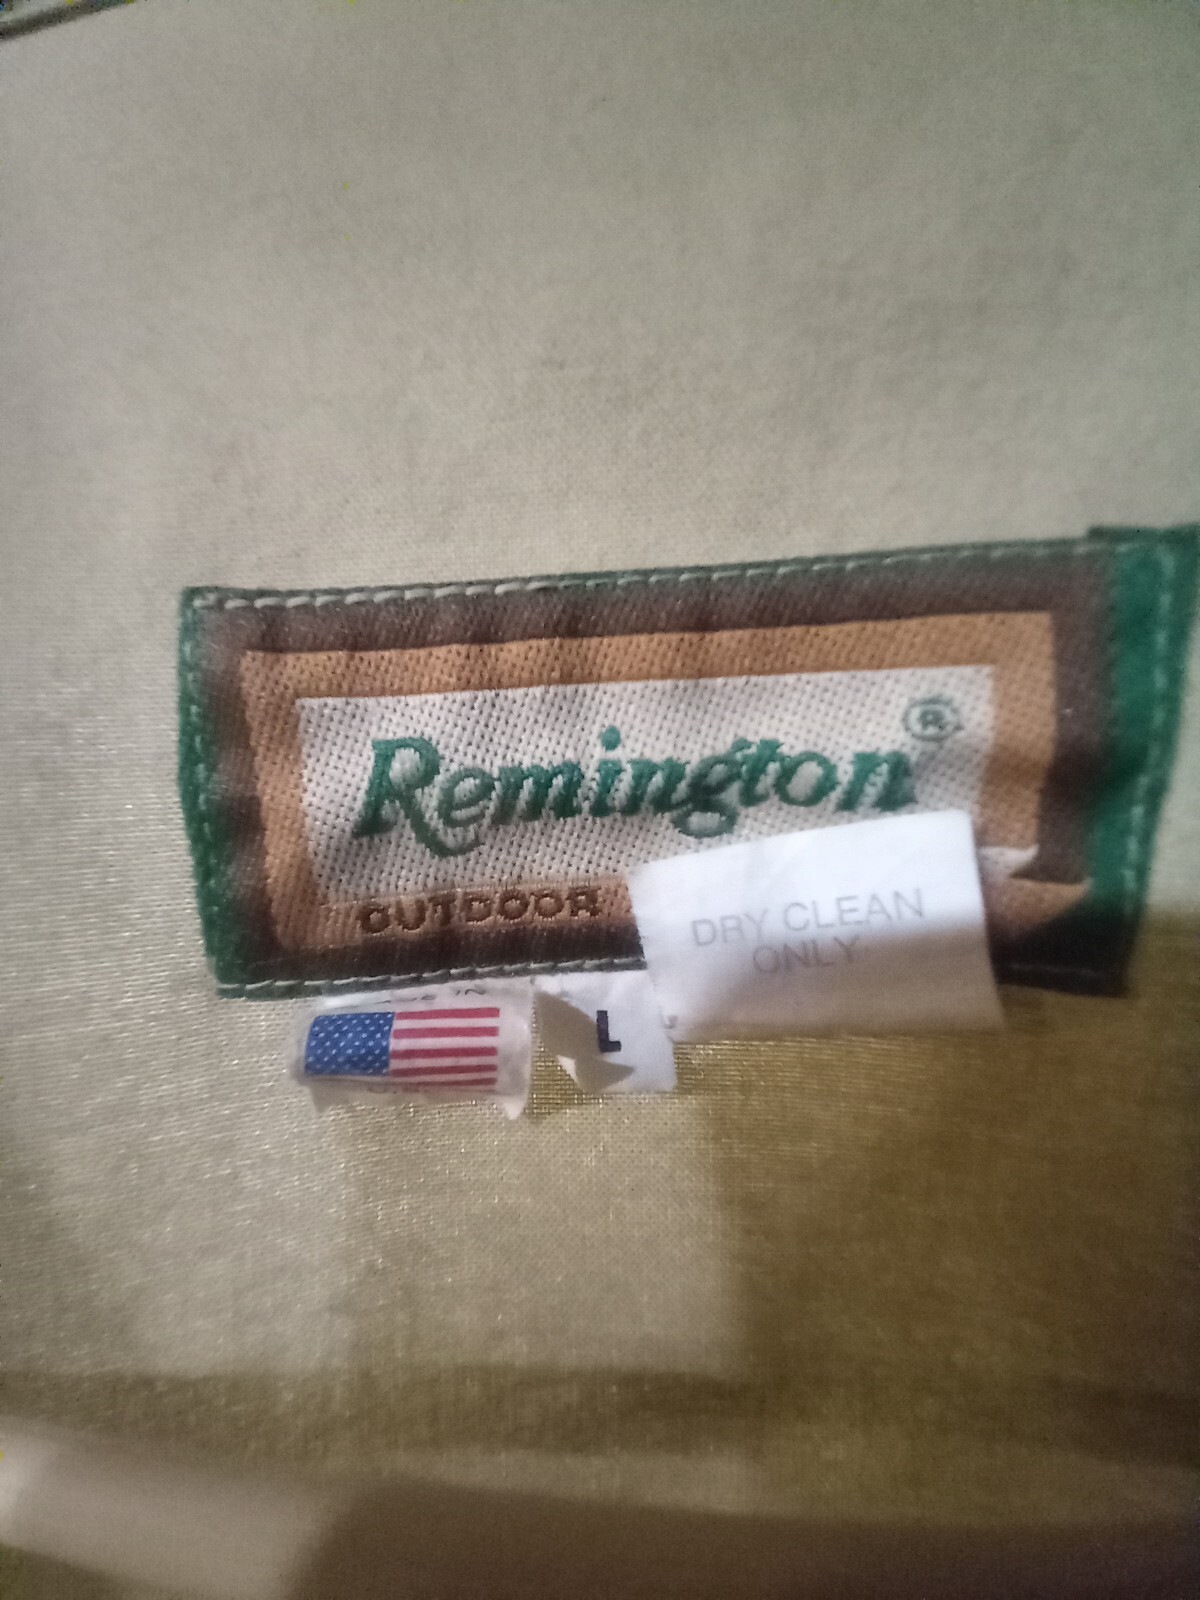 Remington®
OUTDOOR
DRY CLEAN
ONLY
L